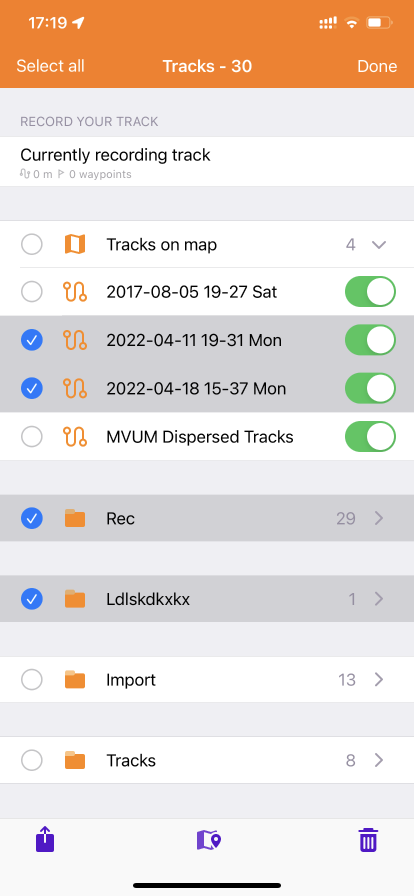 17:19
Select all
Tracks - 30
Done
RECORD YOUR TRACK
Currently recording track
0 m 0 waypoints
Tracks on map 4
2017-08-05 19-27 Sat
2022-04-11 19-31 Mon
2022-04-18 15-37 Mon
MVUM Dispersed Tracks
Rec 29
Ldlskdkxkx 1
Import 13
Tracks 8